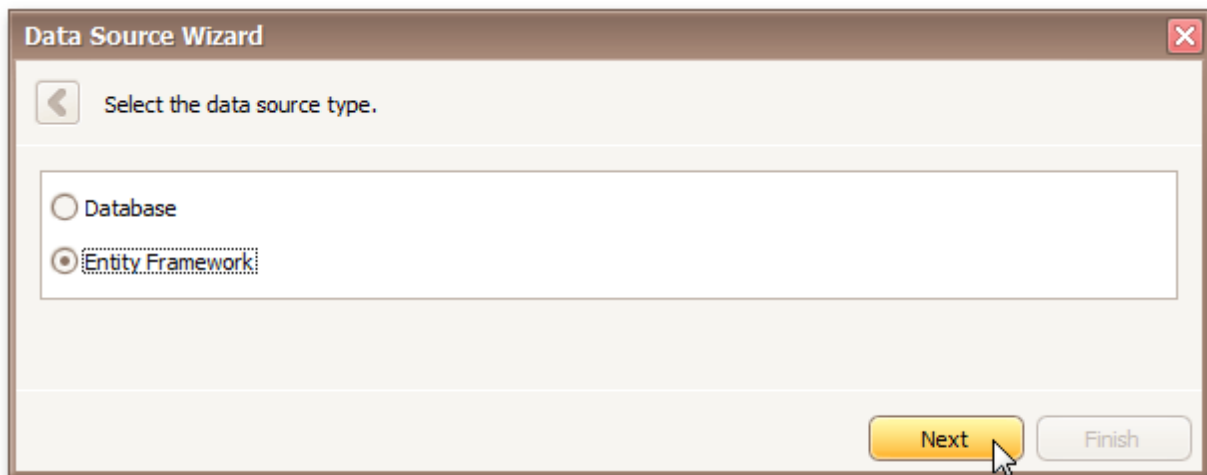 Data Source Wizard
Select the data source type.
Database
Entity Framework
Next Finish